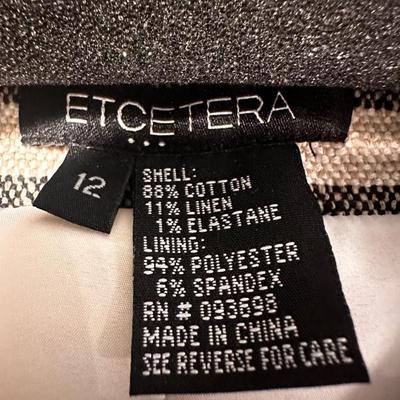 ETCETERA
...
12
SHELL:
88% COTTON
11% LINEN
1% ELASTANE
LINING:
94% POLYESTER
6% SPANDEX
RN # 093698
MADE IN CHINA
SEE REVERSE FOR CARE